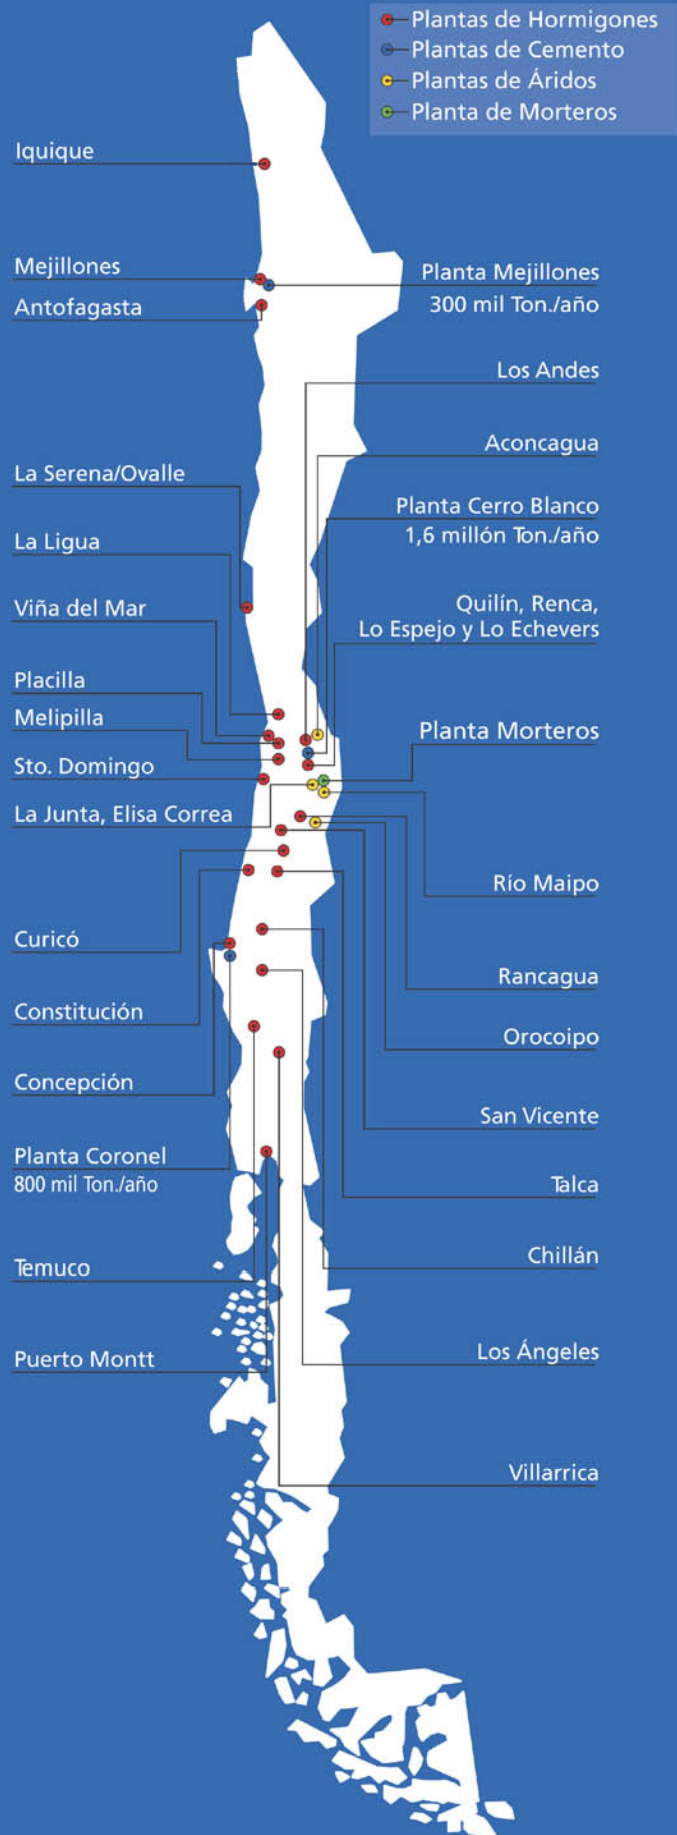 Plantas de Hormigones
Plantas de Cemento
Plantas de Áridos
Planta de Morteros
Iquique
Mejillones
Antofagasta
La Serena/Ovalle
La Ligua
Viña del Mar
Placilla
Melipilla
Sto. Domingo
La Junta, Elisa Correa
Curicó
Constitución
Concepción
Planta Coronel
800 mil Ton./año
Temuco
Puerto Montt
Planta Mejillones
300 mil Ton./año
Los Andes
Aconcagua
Planta Cerro Blanco
1,6 millón Ton./año
Quilín, Renca,
Lo Espejo y Lo Echevers
Planta Morteros
Río Maipo
Rancagua
Orocoipo
San Vicente
Talca
Chillán
Los Ángeles
Villarrica